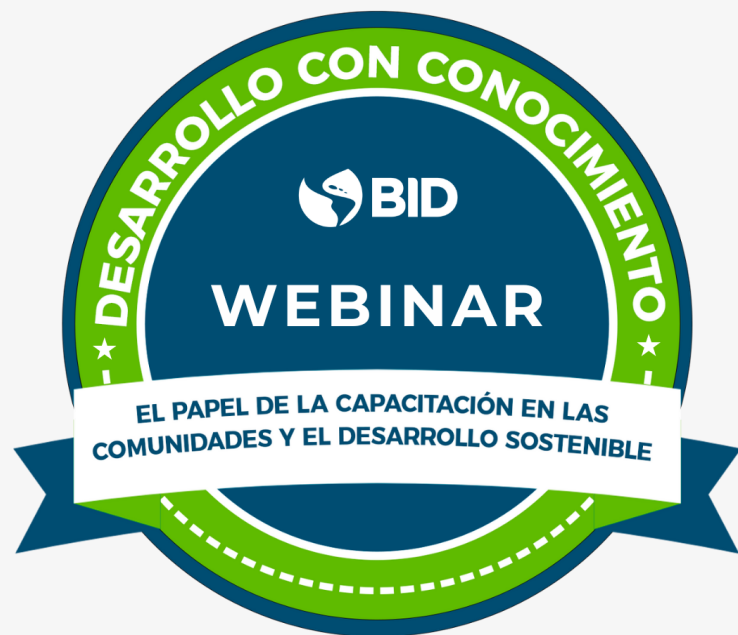 DESARROLLO CON CONOCIMIENTO
BID
WEBINAR
EL PAPEL DE LA CAPACITACIÓN EN LAS
COMUNIDADES Y EL DESARROLLO SOSTENIBLE